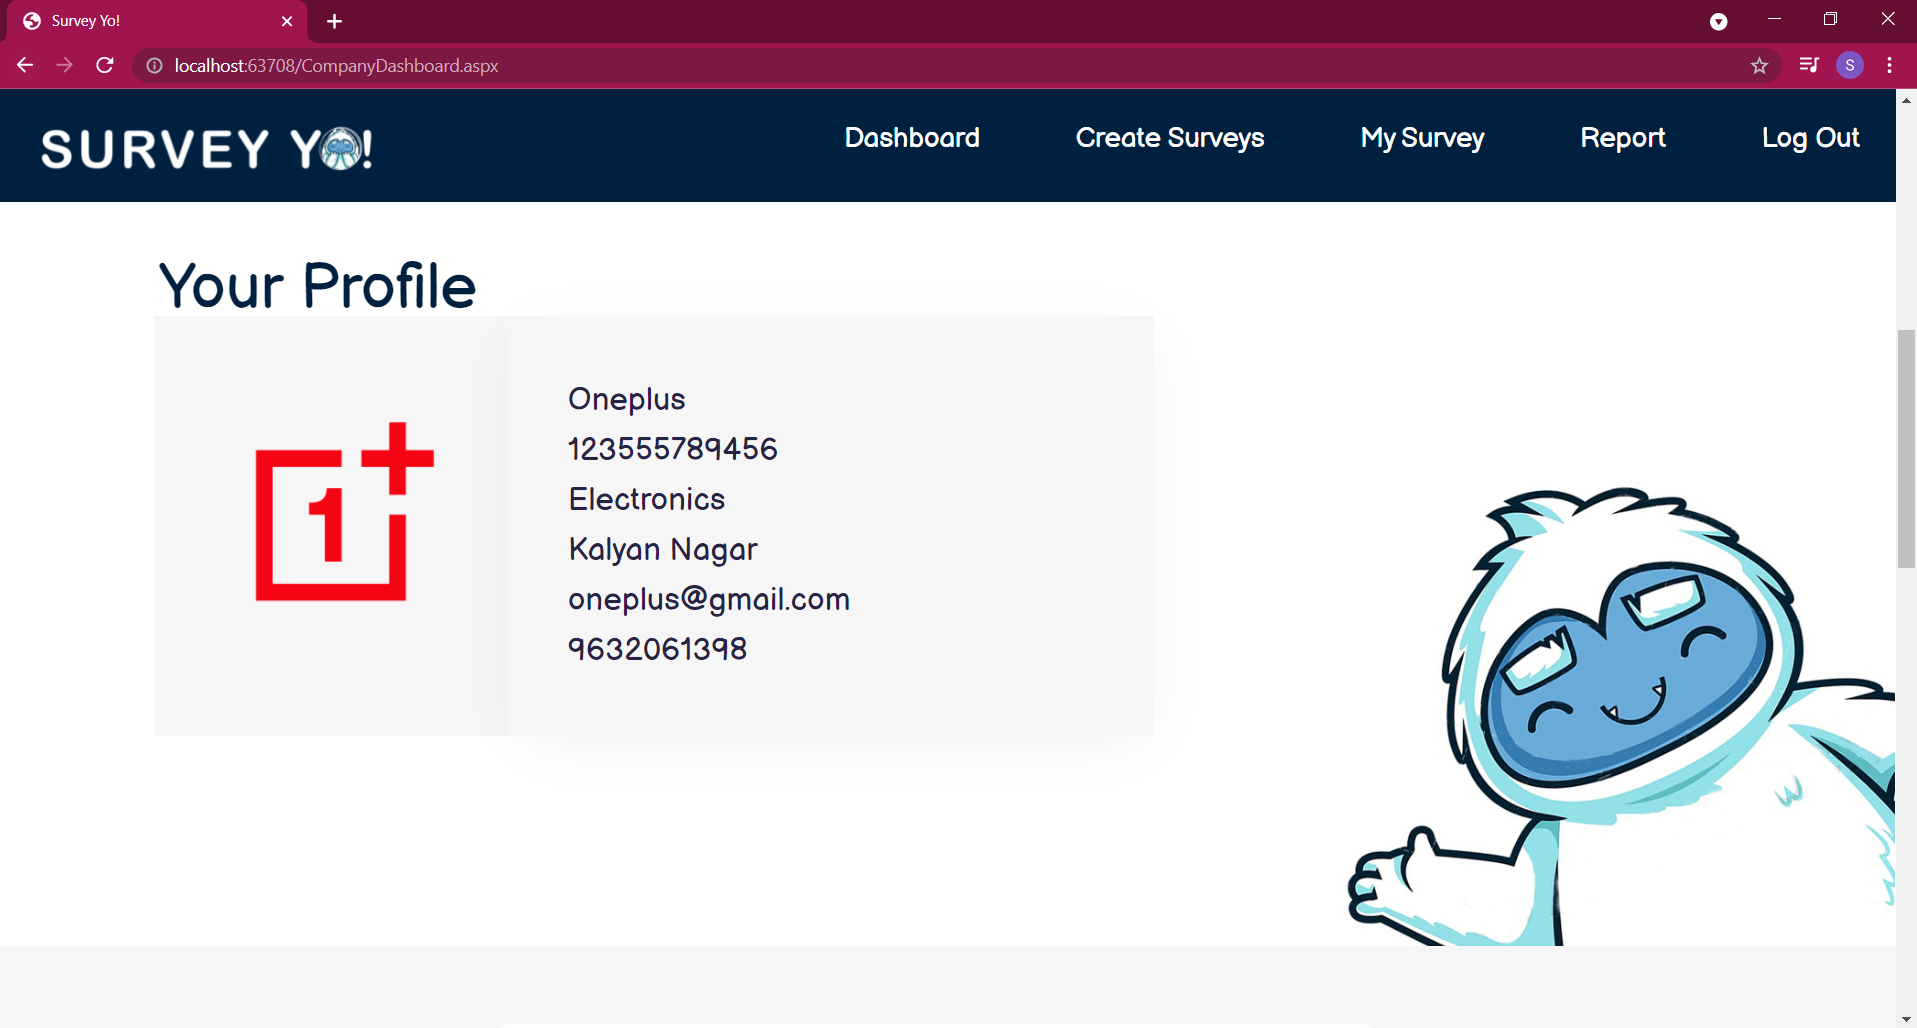 Survey Yo!
localhost:63708/CompanyDashboard.aspx
S
SURVEY YO!
Dashboard
Create Surveys
My Survey
Report
Log Out
Your Profile
1
Oneplus
123555789456
Electronics
Kalyan Nagar
oneplus@gmail.com
9632061398